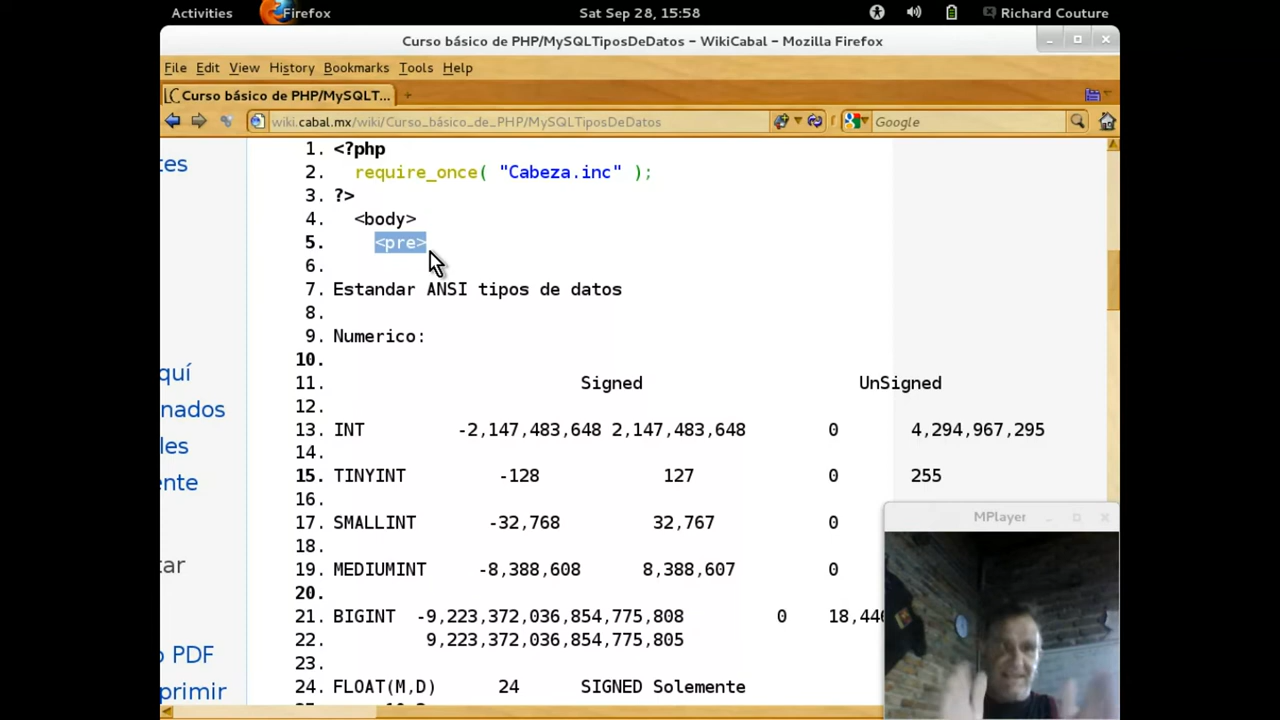 Activities Firefox Sat Sep 28, 15:58 Richard Couture
Curso básico de PHP/MySQLTiposDeDatos – WikiCabal – Mozilla Firefox
File Edit View History Bookmarks Tools Help
Curso básico de PHP/MySQLT...
wiki.cabal.mx/wiki/Curso_básico_de_PHP/MySQLTiposDeDatos Google
tes
quí
nados
les
ente
tar
o PDF
primir
1. <?php
2. require_once( "Cabeza.inc" );
3. ?>
4. <body>
5. <pre>
6.
7. Estandar ANSI tipos de datos
8.
9. Numerico:
10.
11. Signed UnSigned
12.
13. INT -2,147,483,648 2,147,483,648 0 4,294,967,295
14.
15. TINYINT -128 127 0 255
16.
17. SMALLINT -32,768 32,767 0
18.
19. MEDIUMINT -8,388,608 8,388,607 0
20.
21. BIGINT -9,223,372,036,854,775,808 0 18,446
22. 9,223,372,036,854,775,805
23.
24. FLOAT(M,D) 24 SIGNED Solemente
MPlayer